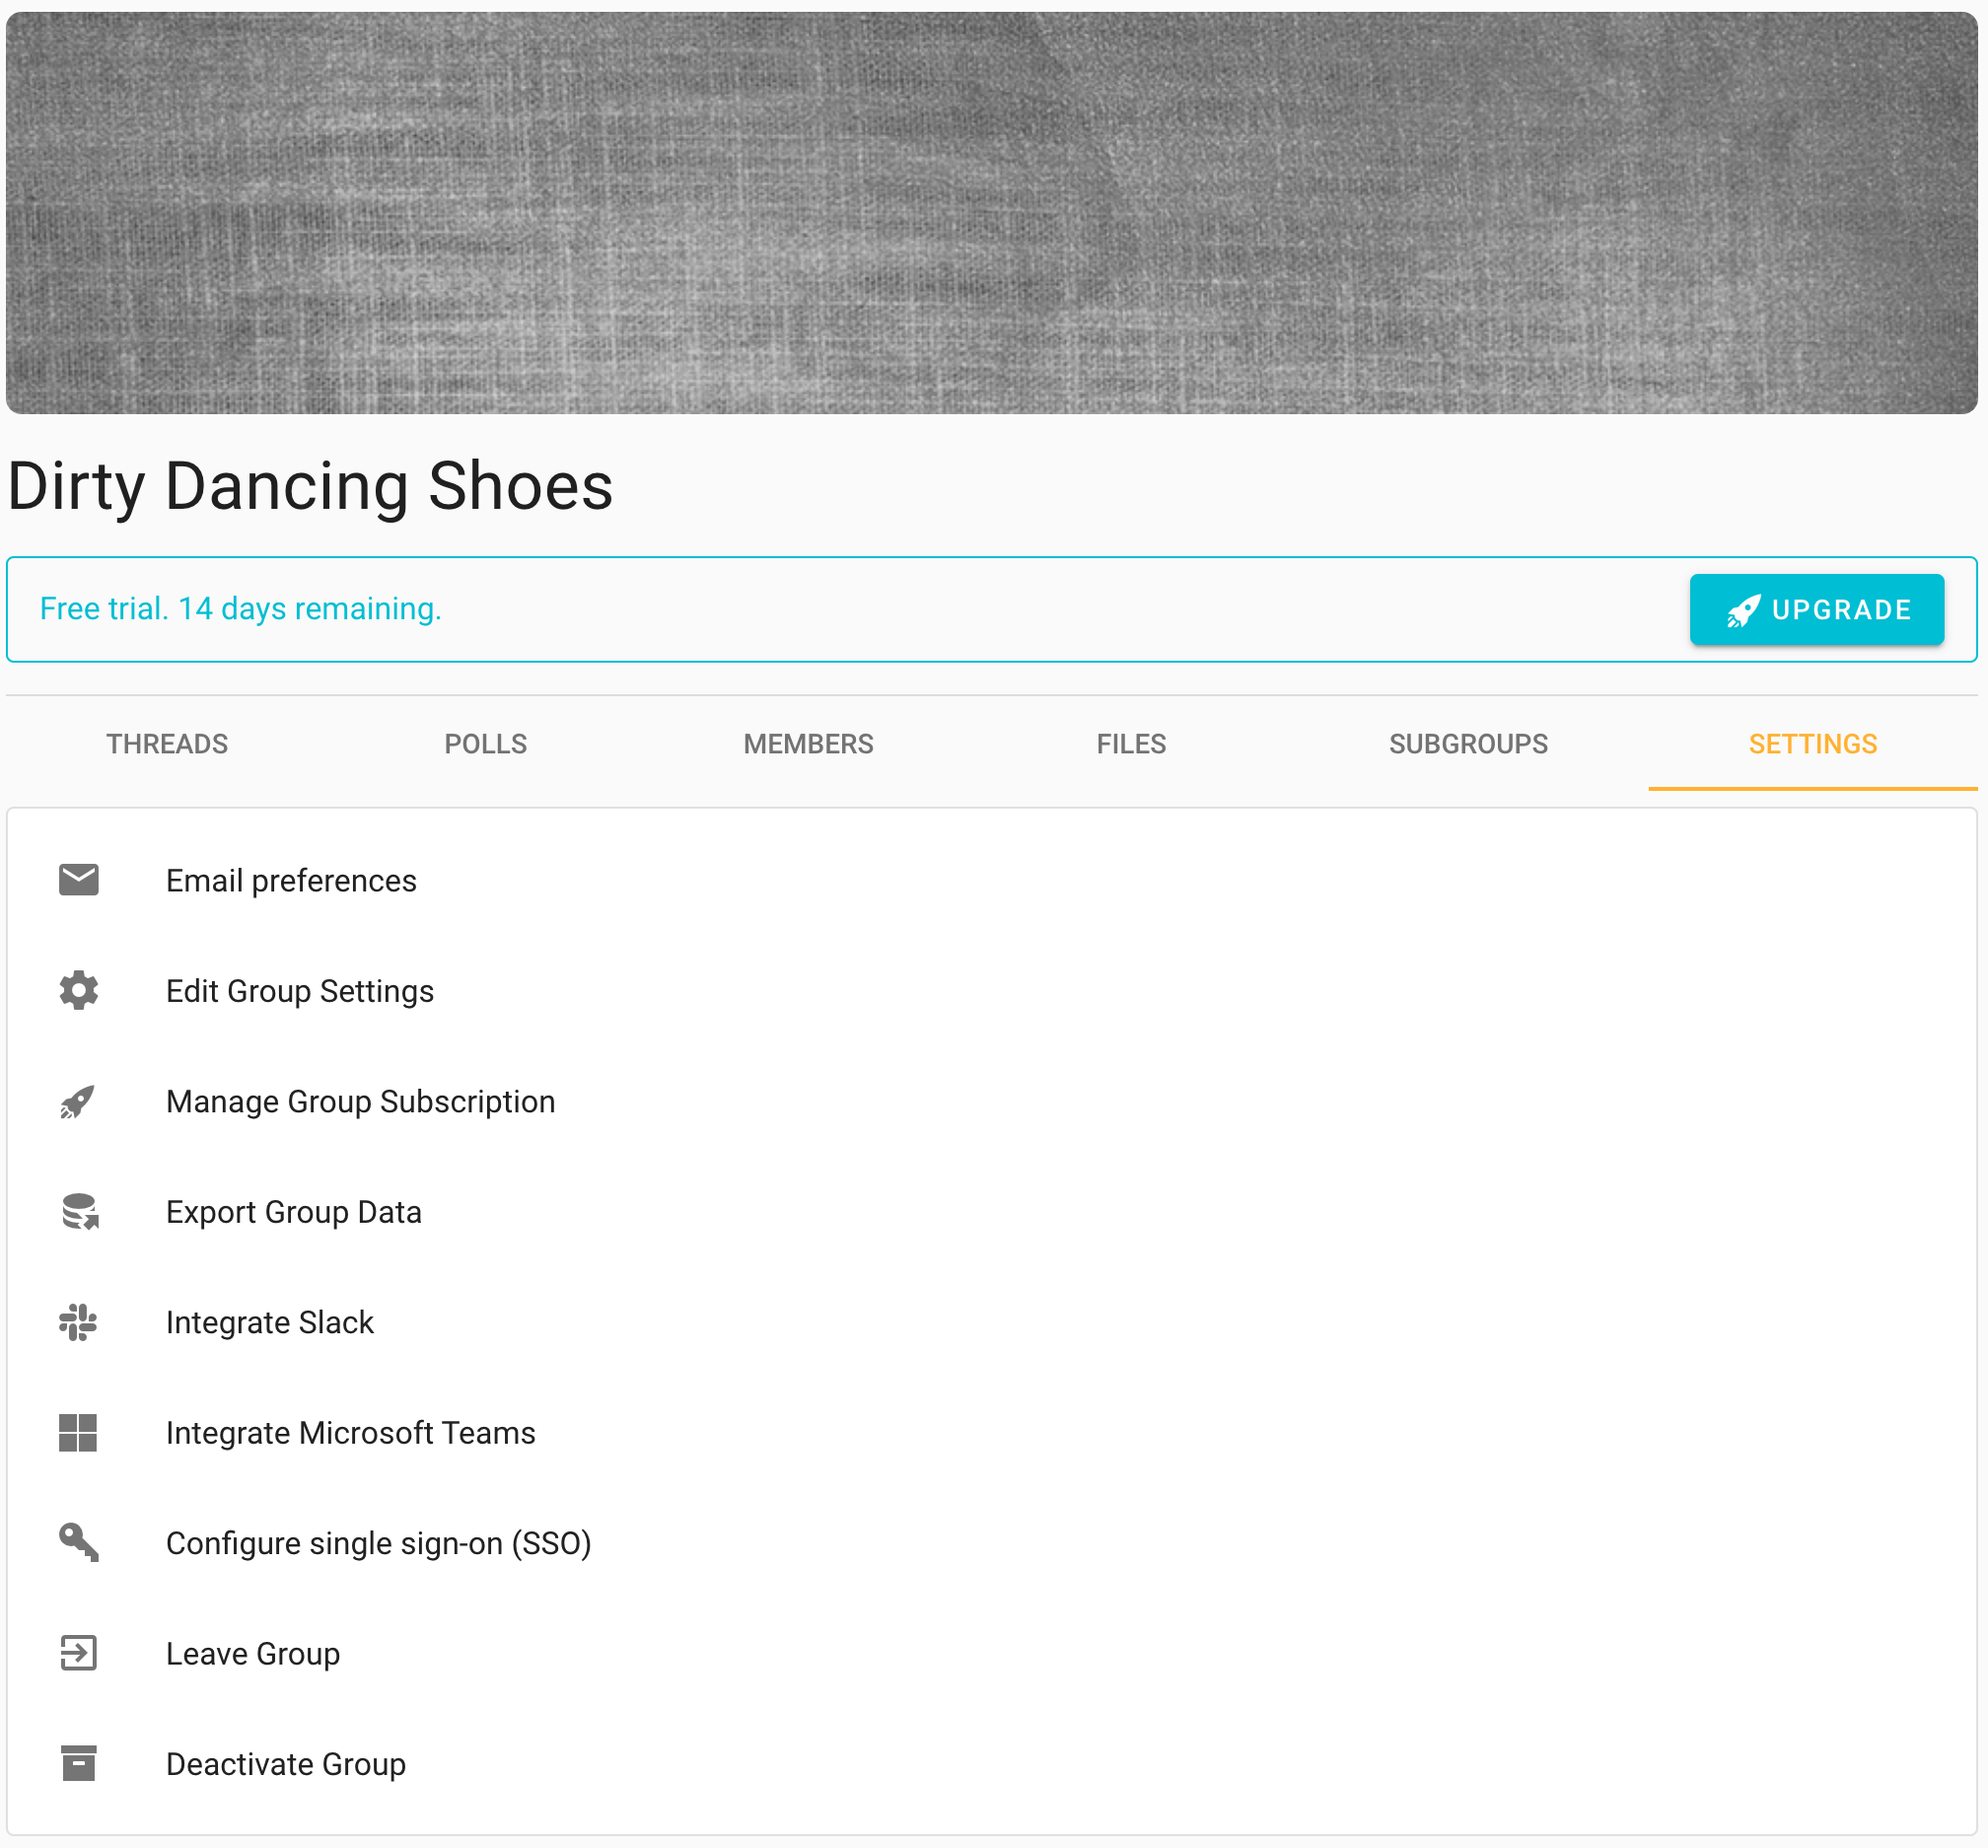 Dirty Dancing Shoes
Free trial. 14 days remaining.
UPGRADE
THREADS
POLLS
MEMBERS
FILES
SUBGROUPS
SETTINGS
Email preferences
Edit Group Settings
Manage Group Subscription
Export Group Data
Integrate Slack
Integrate Microsoft Teams
Configure single sign-on (SSO)
Leave Group
Deactivate Group